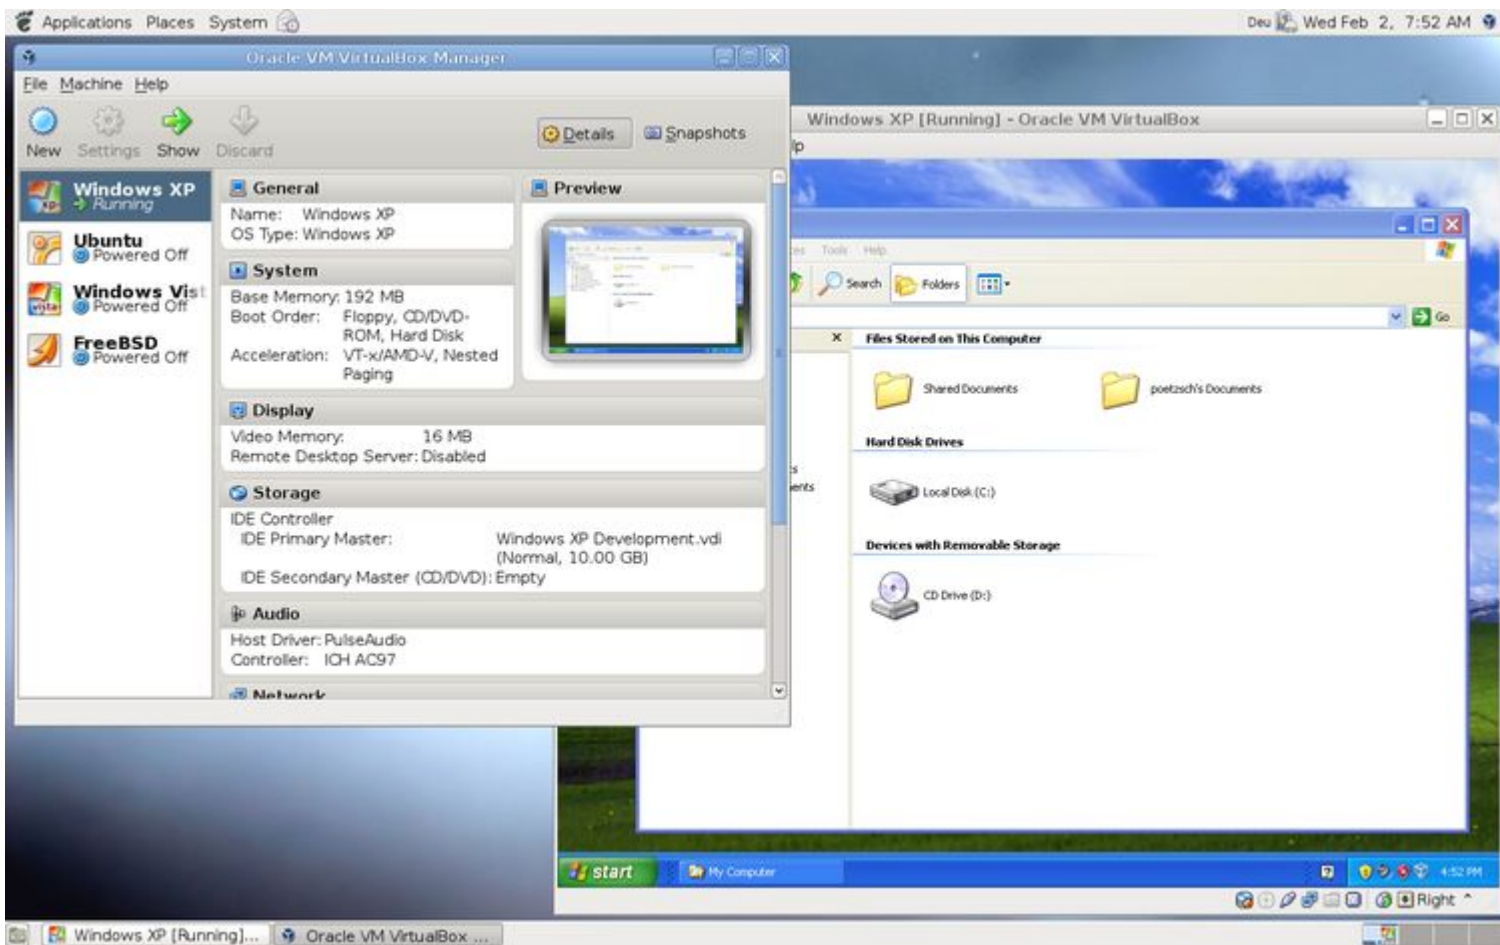 Applications Places System
Deu Wed Feb 2, 7:52 AM
Oracle VM VirtualBox Manager
File Machine Help
New Settings Show Discard
Details Snapshots
Windows XP
Running
Ubuntu
Powered Off
Windows Vist
Powered Off
FreeBSD
Powered Off
General
Name: Windows XP
OS Type: Windows XP
Preview
System
Base Memory: 192 MB
Boot Order: Floppy, CD/DVD-
ROM, Hard Disk
Acceleration: VT-x/AMD-V, Nested
Paging
Display
Video Memory: 16 MB
Remote Desktop Server: Disabled
Storage
IDE Controller
IDE Primary Master: Windows XP Development.vdi
(Normal, 10.00 GB)
IDE Secondary Master (CD/DVD): Empty
Audio
Host Driver: PulseAudio
Controller: ICH AC97
Network
Windows XP [Running] - Oracle VM VirtualBox
lp
Tools Help
Search Folders
Go
Files Stored on This Computer
Shared Documents poetzsch's Documents
Hard Disk Drives
Local Disk (C:)
Devices with Removable Storage
CD Drive (D:)
start My Computer 4:52 PM
Right
Windows XP [Running]... Oracle VM VirtualBox ...